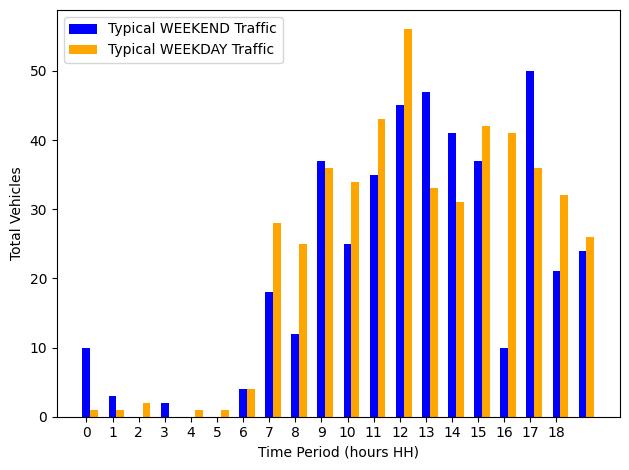 Typical WEEKEND Traffic
Typical WEEKDAY Traffic
50
40
30
20
10
0
Total Vehicles
0 1 2 3 4 5 6 7 8 9 10 11 12 13 14 15 16 17 18
Time Period (hours HH)